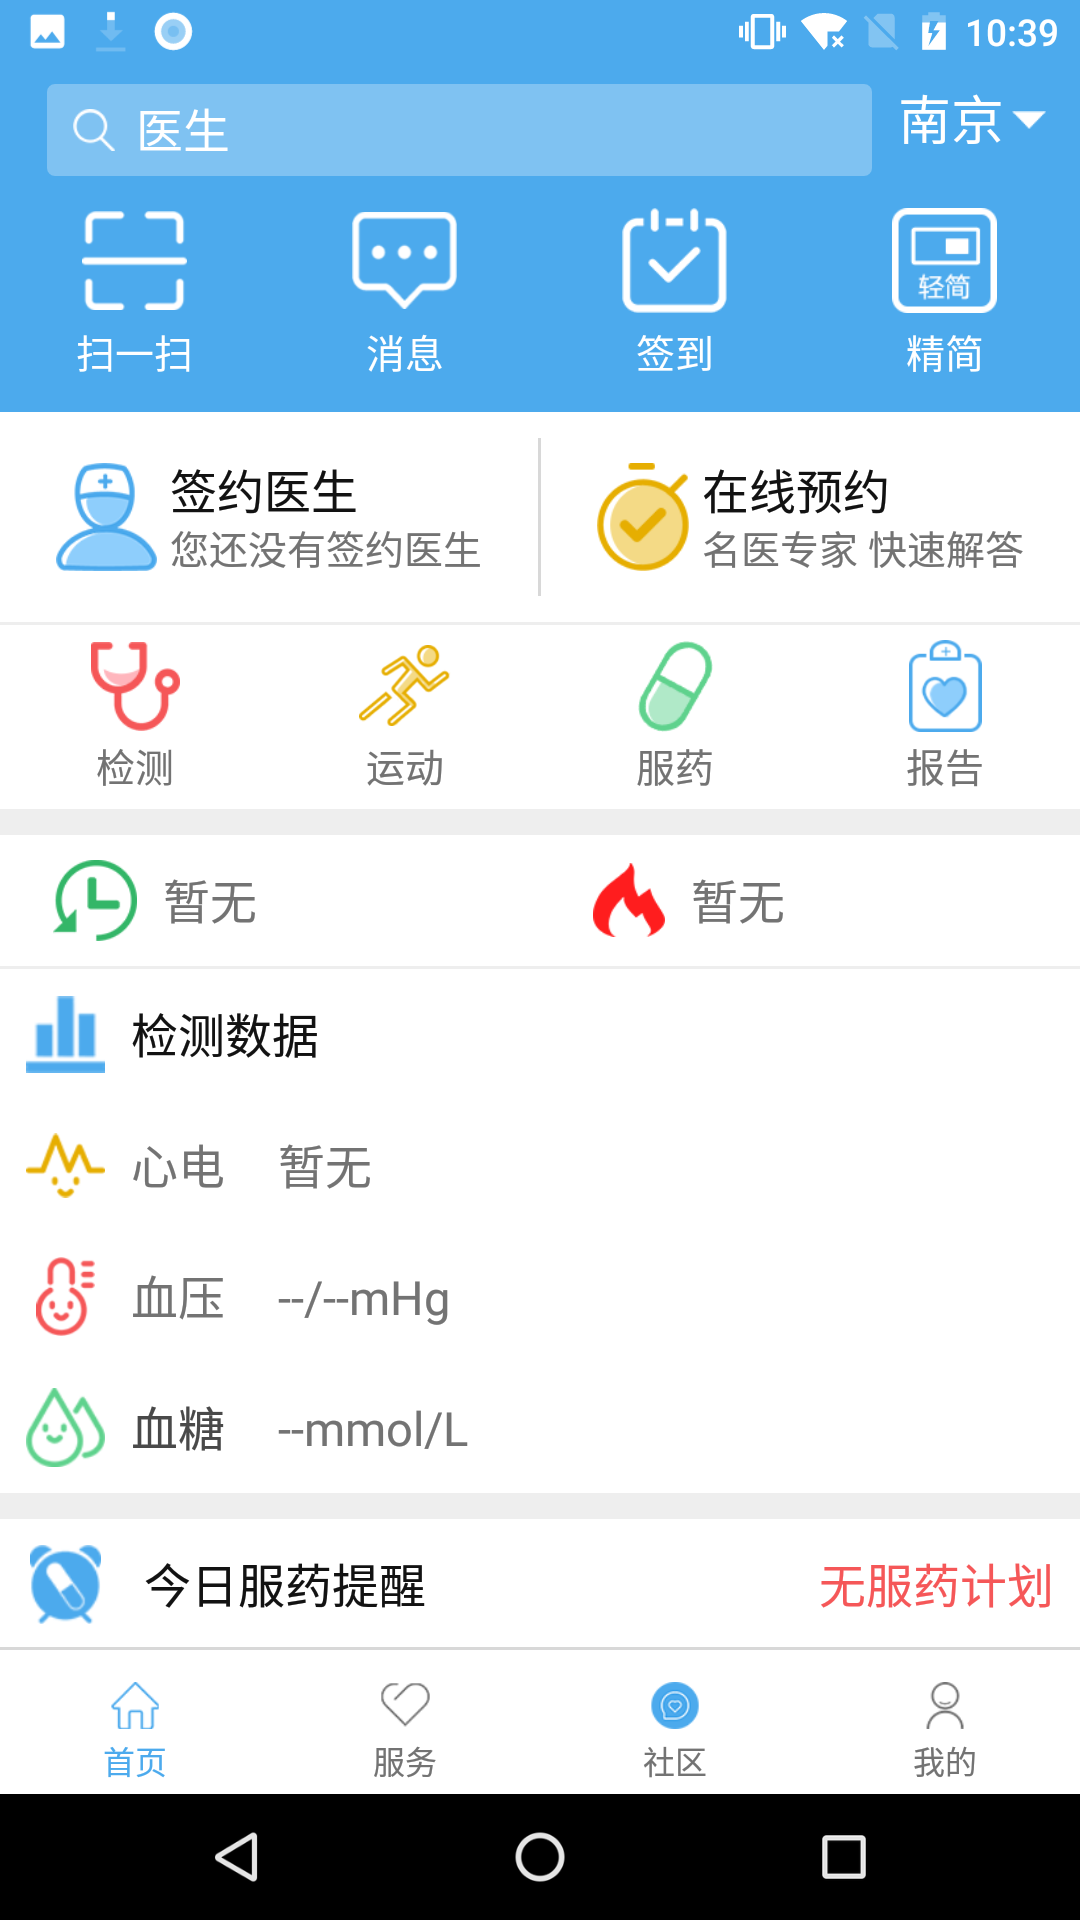 10:39
医生
南京
轻简
扫一扫 消息 签到 精简
签约医生 在线预约
您还没有签约医生 名医专家 快速解答
检测 运动 服药 报告
暂无 暂无
检测数据
心电 暂无
血压 --/--mHg
血糖 --mmol/L
今日服药提醒 无服药计划
首页 服务 社区 我的